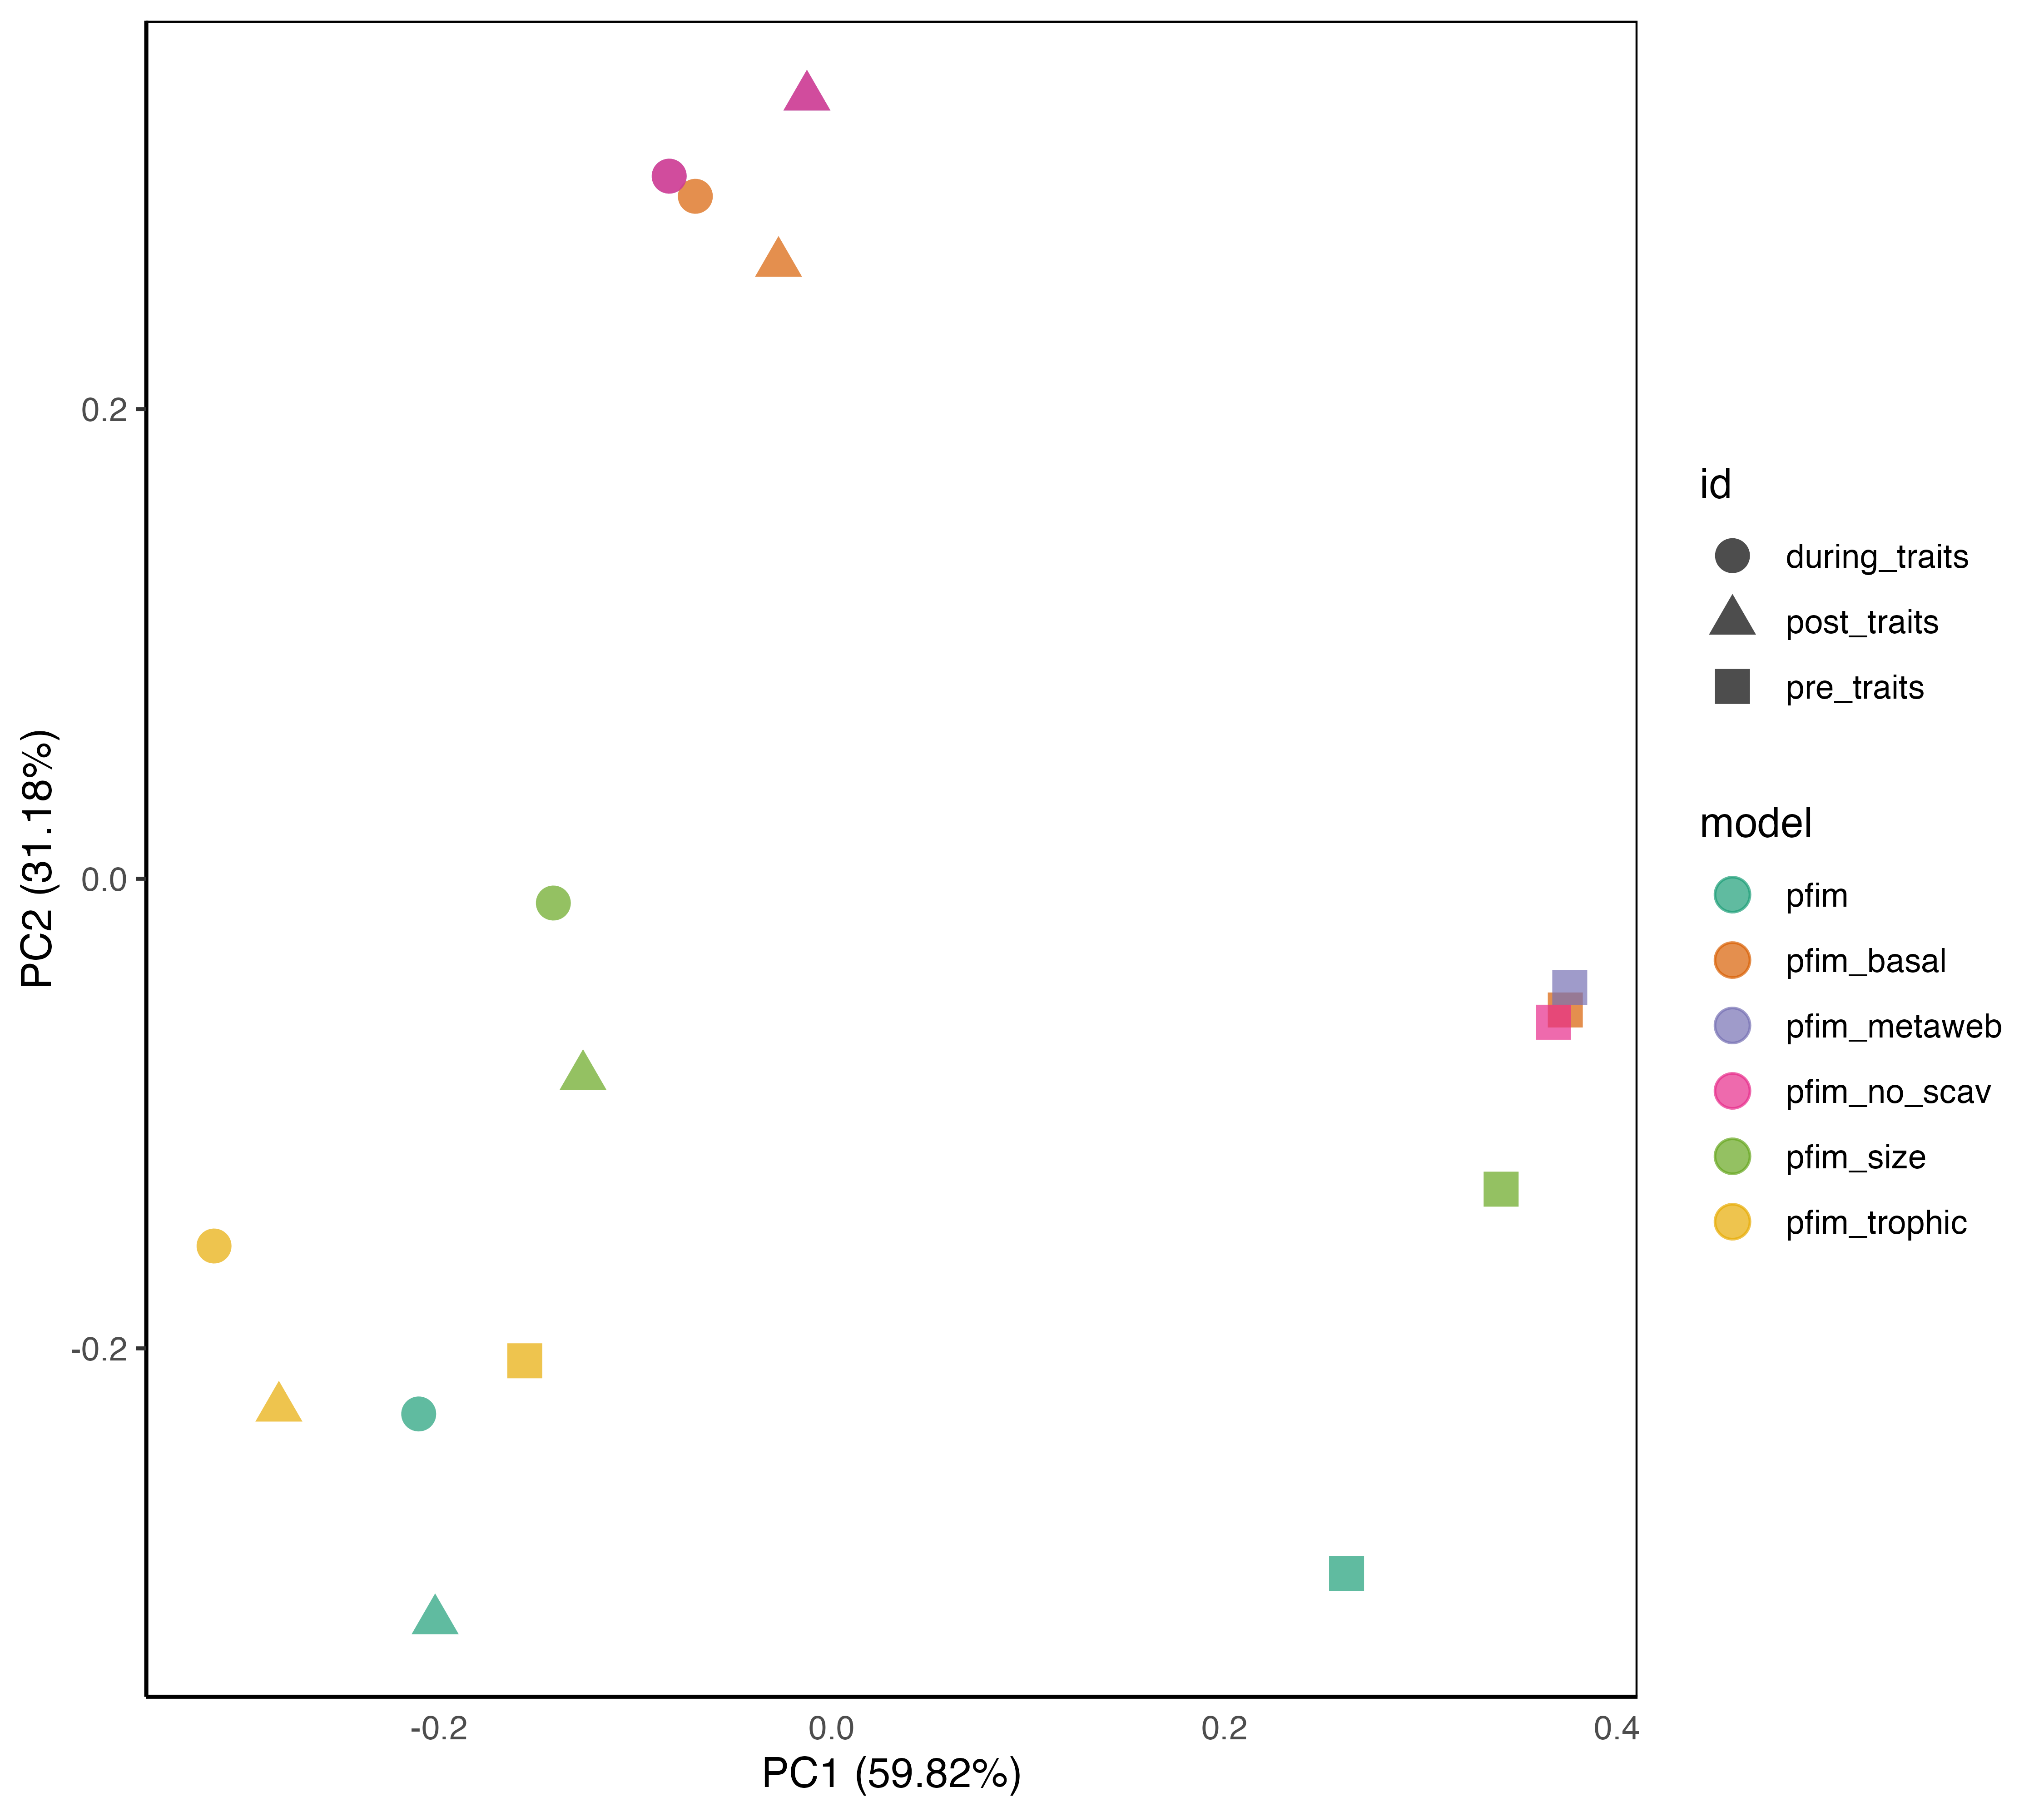 PC2 (31.18%)
0.2
0.0
-0.2
-0.2
0.0
0.2
0.4
PC1 (59.82%)
id
during_traits
post_traits
pre_traits
model
pfim
pfim_basal
pfim_metaweb
pfim_no_scav
pfim_size
pfim_trophic